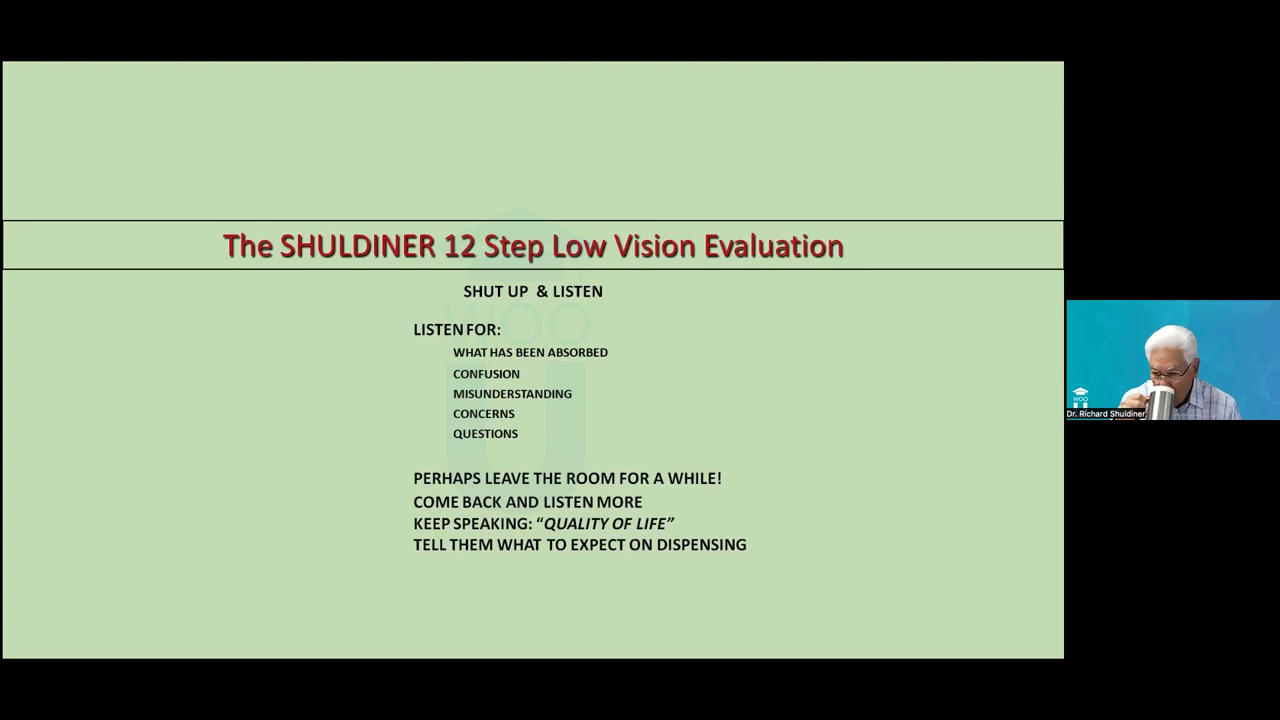 The SHULDINER 12 Step Low Vision Evaluation
SHUT UP & LISTEN
LISTEN FOR:
WHAT HAS BEEN ABSORBED
CONFUSION
MISUNDERSTANDING
CONCERNS
QUESTIONS
PERHAPS LEAVE THE ROOM FOR A WHILE!
COME BACK AND LISTEN MORE
KEEP SPEAKING: “QUALITY OF LIFE”
TELL THEM WHAT TO EXPECT ON DISPENSING
WOO
U
WOO
Dr. Richard Shuldiner